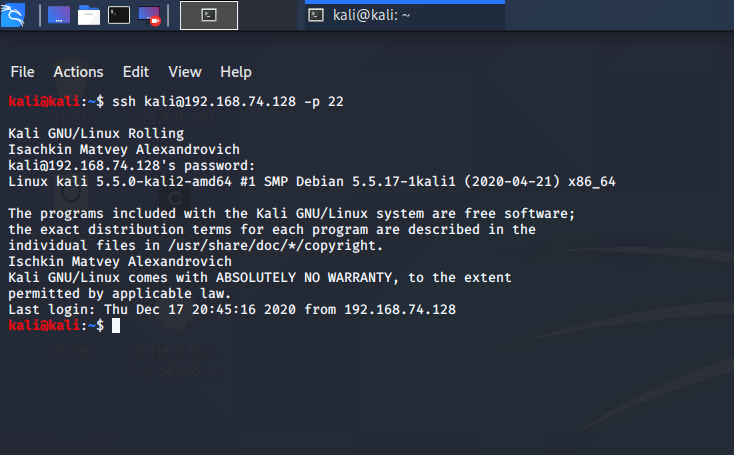 kali@kali: ~
File Actions Edit View Help
kali@kali:~$ ssh kali@192.168.74.128 -p 22
Kali GNU/Linux Rolling
Isachkin Matvey Alexandrovich
kali@192.168.74.128's password:
Linux kali 5.5.0-kali2-amd64 #1 SMP Debian 5.5.17-1kali1 (2020-04-21) x86_64
The programs included with the Kali GNU/Linux system are free software;
the exact distribution terms for each program are described in the
individual files in /usr/share/doc/*/copyright.
Ischkin Matvey Alexandrovich
Kali GNU/Linux comes with ABSOLUTELY NO WARRANTY, to the extent
permitted by applicable law.
Last login: Thu Dec 17 20:45:16 2020 from 192.168.74.128
kali@kali:~$
Trash
Home